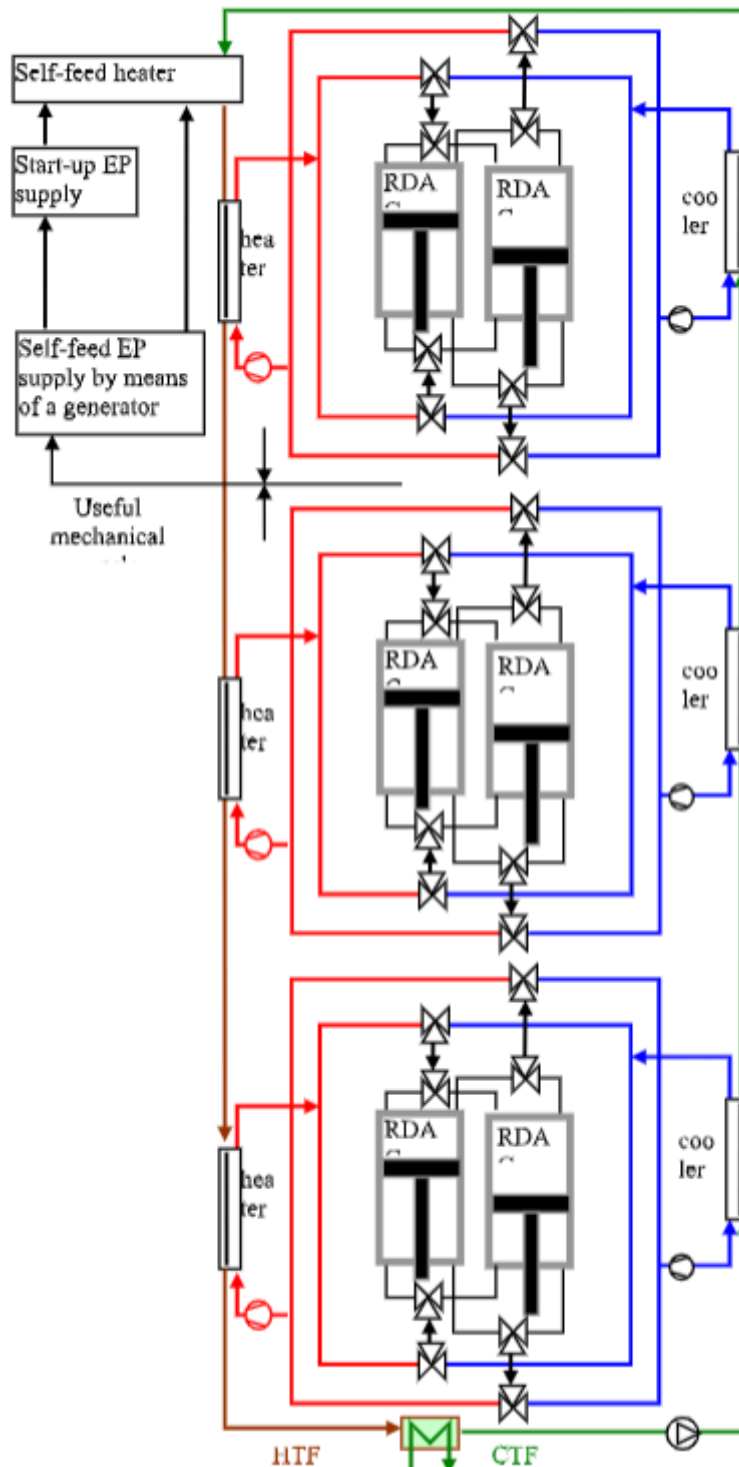 Self-feed heater
Start-up EP
supply
Self-feed EP
supply by means
of a generator
Useful
mechanical
RDA
RDA
hea
ter
coo
ler
RDA
RDA
hea
ter
coo
ler
RDA
RDA
hea
ter
coo
ler
HTF
CTF